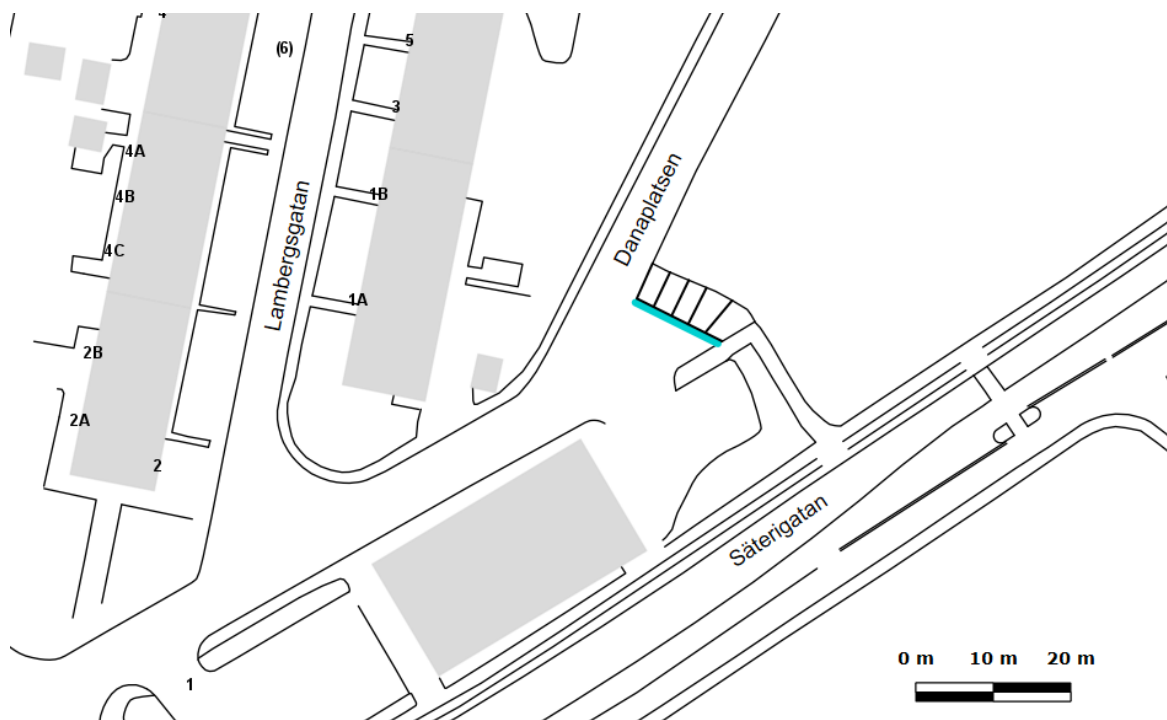 4
(6)
5
3
4A
4B
1B
Danaplatsen
4C
Lambergsgatan
1A
2B
2A
2
Säterigatan
1
0 m 10 m 20 m